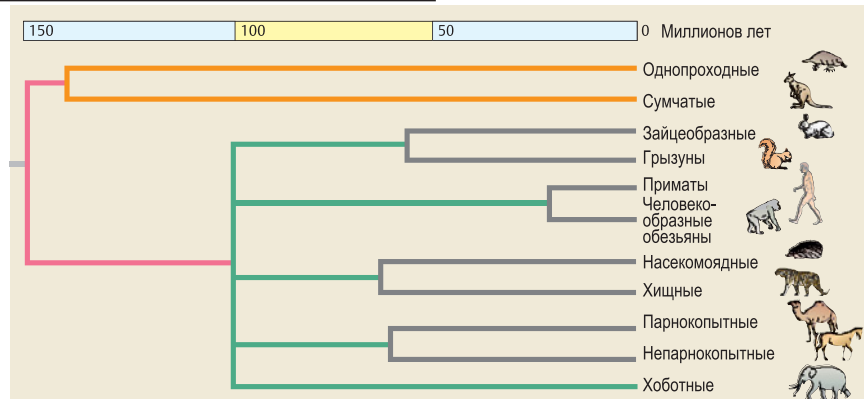 150 100 50 0 Миллионов лет
Однопроходные
Сумчатые
Зайцеобразные
Грызуны
Приматы
Человеко-
образные
обезьяны
Насекомоядные
Хищные
Парнокопытные
Непарнокопытные
Хоботные